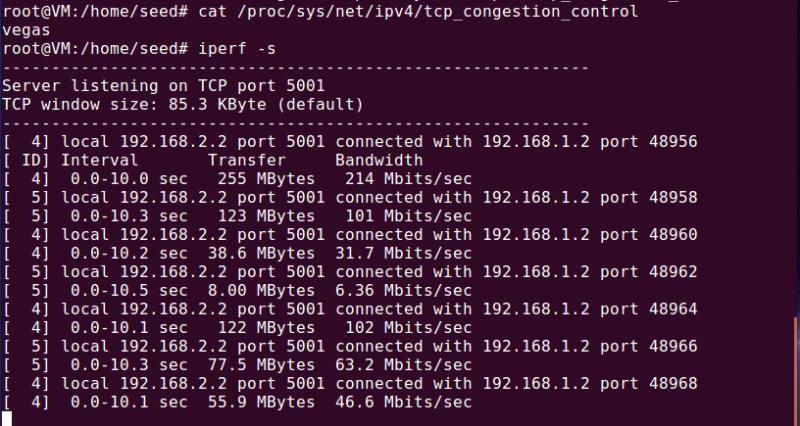 root@VM:/home/seed# cat /proc/sys/net/ipv4/tcp_congestion_control
vegas
root@VM:/home/seed# iperf -s
------------------------------------------------------------
Server listening on TCP port 5001
TCP window size: 85.3 KByte (default)
------------------------------------------------------------
[  4] local 192.168.2.2 port 5001 connected with 192.168.1.2 port 48956
[ ID] Interval       Transfer     Bandwidth
[  4]  0.0-10.0 sec   255 MBytes   214 Mbits/sec
[  5] local 192.168.2.2 port 5001 connected with 192.168.1.2 port 48958
[  5]  0.0-10.3 sec   123 MBytes   101 Mbits/sec
[  4] local 192.168.2.2 port 5001 connected with 192.168.1.2 port 48960
[  4]  0.0-10.2 sec  38.6 MBytes  31.7 Mbits/sec
[  5] local 192.168.2.2 port 5001 connected with 192.168.1.2 port 48962
[  5]  0.0-10.5 sec  8.00 MBytes  6.36 Mbits/sec
[  4] local 192.168.2.2 port 5001 connected with 192.168.1.2 port 48964
[  4]  0.0-10.1 sec   122 MBytes   102 Mbits/sec
[  5] local 192.168.2.2 port 5001 connected with 192.168.1.2 port 48966
[  5]  0.0-10.3 sec  77.5 MBytes  63.2 Mbits/sec
[  4] local 192.168.2.2 port 5001 connected with 192.168.1.2 port 48968
[  4]  0.0-10.1 sec  55.9 MBytes  46.6 Mbits/sec